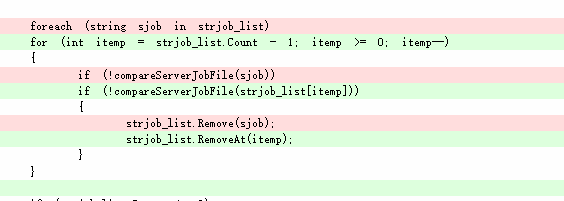 foreach (string sjob in strjob_list)
for (int itemp = strjob_list.Count - 1; itemp >= 0; itemp--)
{
if (!compareServerJobFile(sjob))
if (!compareServerJobFile(strjob_list[itemp]))
{
strjob_list.Remove(sjob);
strjob_list.RemoveAt(itemp);
}
}